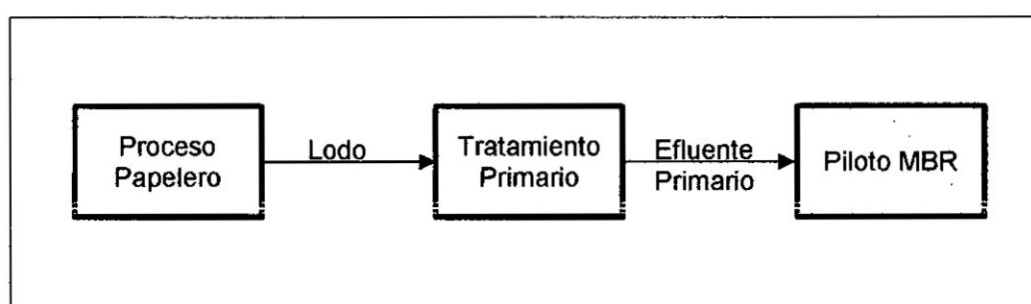 Proceso
Papelero
Lodo
Tratamiento
Primario
Efluente
Primario
Piloto MBR